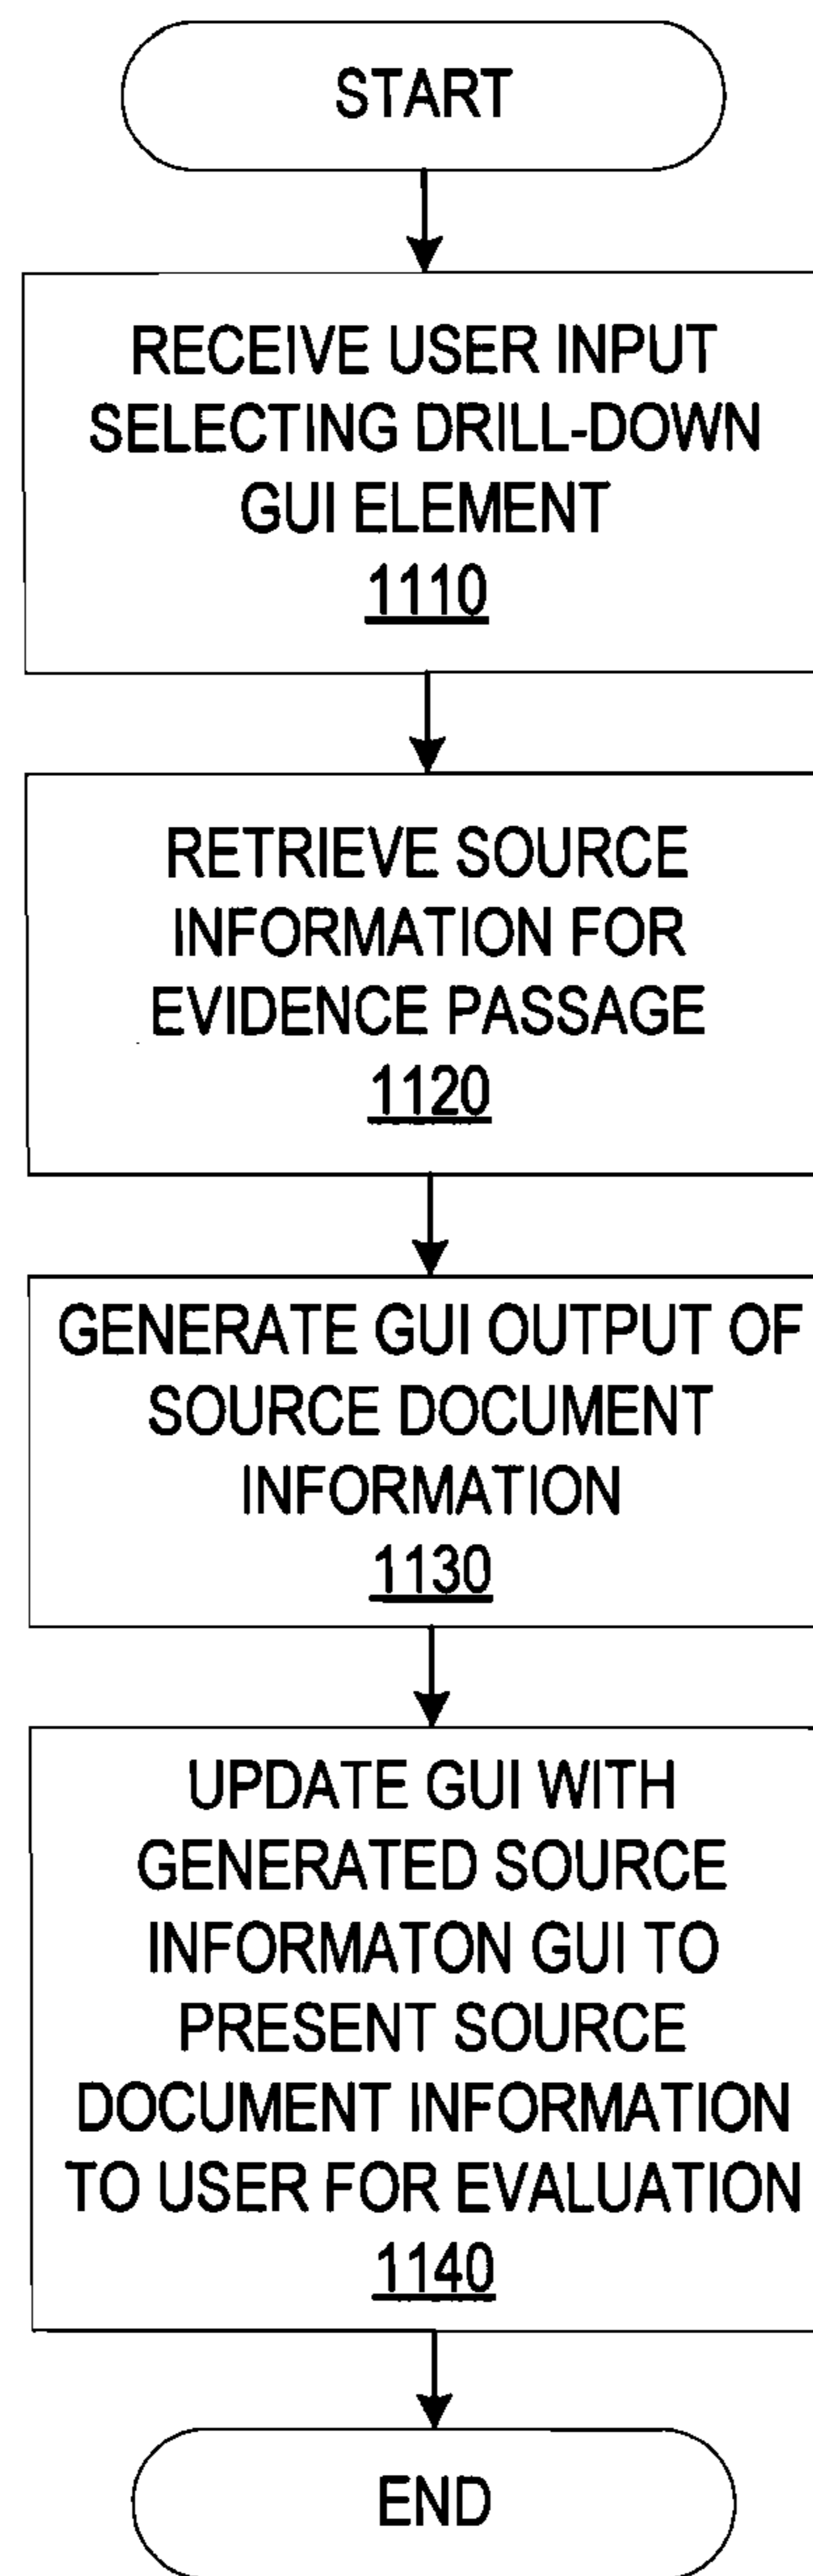 START
RECEIVE USER INPUT
SELECTING DRILL-DOWN
GUI ELEMENT
1110
RETRIEVE SOURCE
INFORMATION FOR
EVIDENCE PASSAGE
1120
GENERATE GUI OUTPUT OF
SOURCE DOCUMENT
INFORMATION
1130
UPDATE GUI WITH
GENERATED SOURCE
INFORMATON GUI TO
PRESENT SOURCE
DOCUMENT INFORMATION
TO USER FOR EVALUATION
1140
END